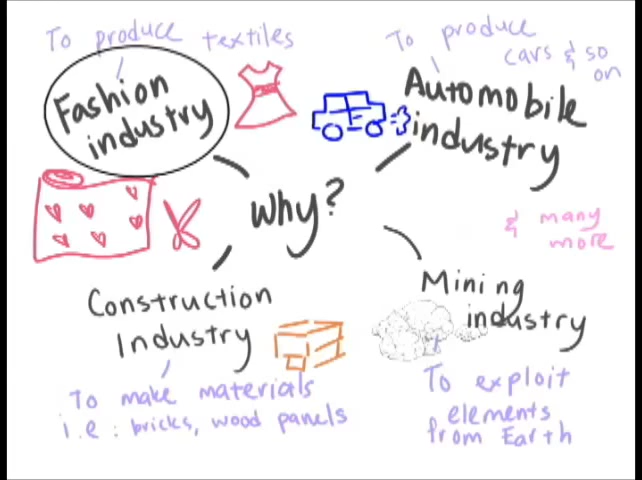 To produce textiles
Fashion
industry
To produce
cars & so
on
Automobile
industry
Why?
& many
more
Construction
Industry
To make materials
i.e : bricks, wood panels
Mining
industry
To exploit
elements
from Earth